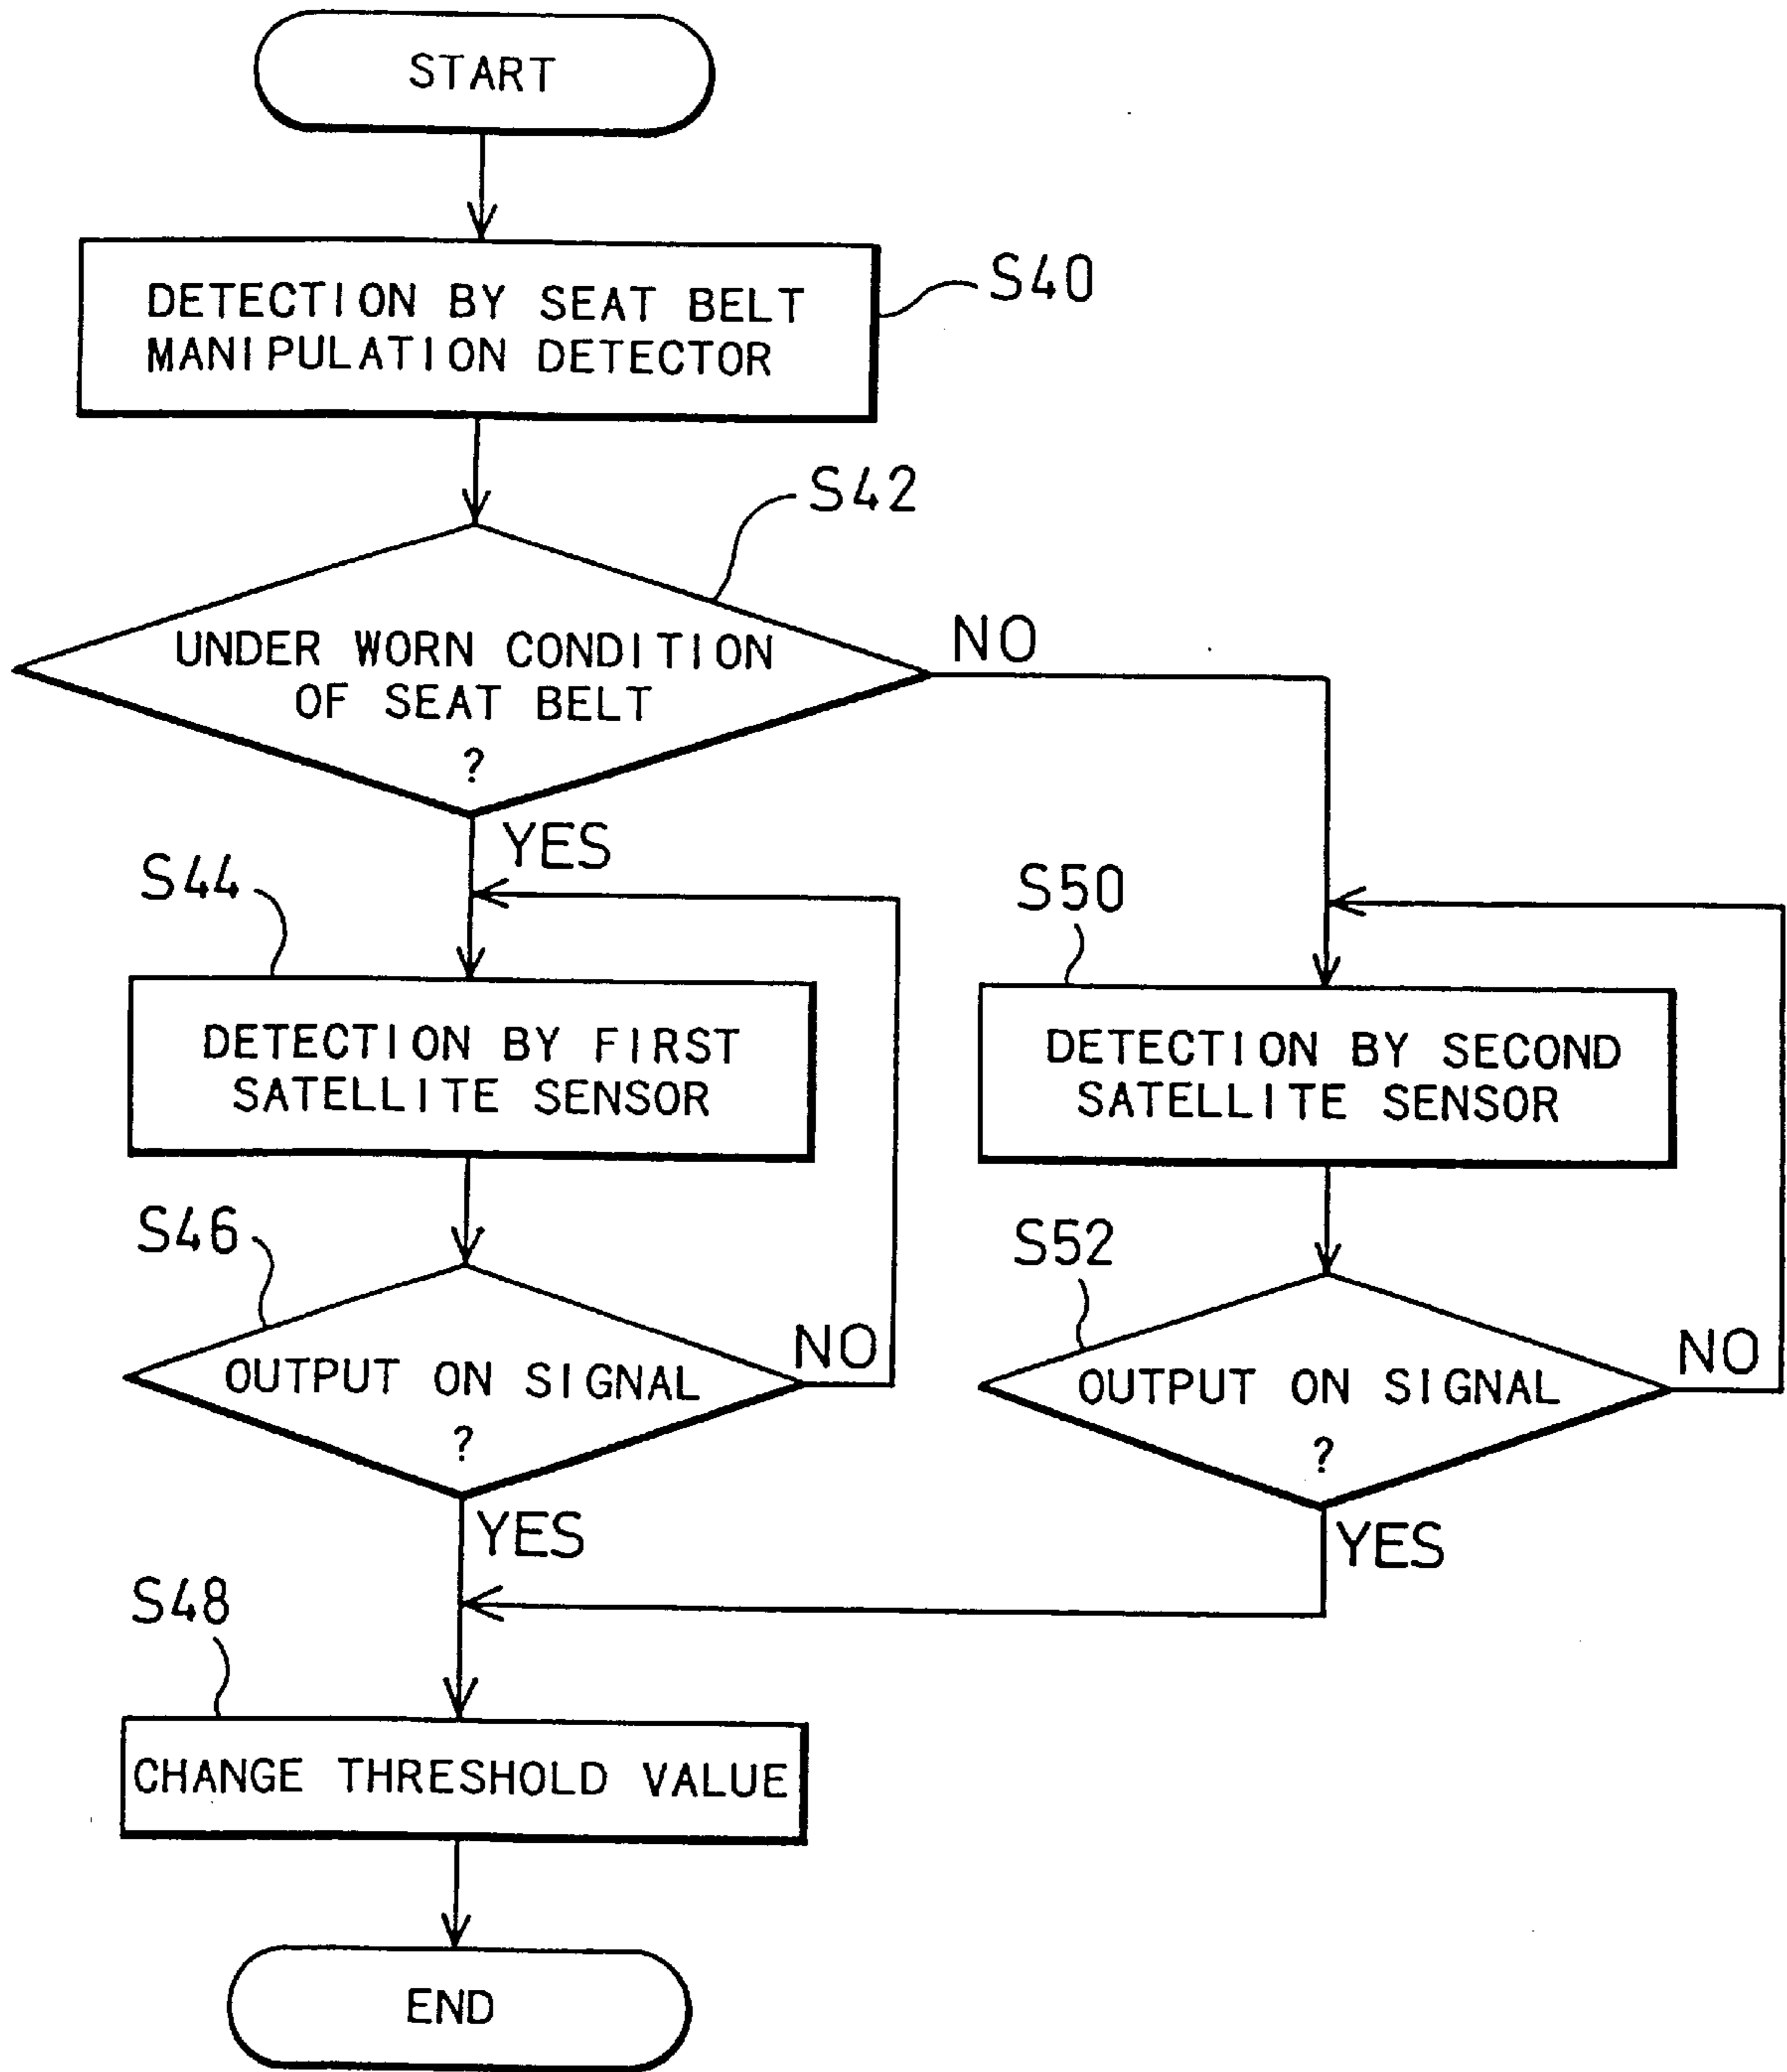 START
DETECTION BY SEAT BELT
MANIPULATION DETECTOR
S40
S42
UNDER WORN CONDITION
OF SEAT BELT
?
NO
YES
S44
DETECTION BY FIRST
SATELLITE SENSOR
S50
DETECTION BY SECOND
SATELLITE SENSOR
S46
OUTPUT ON SIGNAL
?
NO
YES
S52
OUTPUT ON SIGNAL
?
NO
YES
S48
CHANGE THRESHOLD VALUE
END